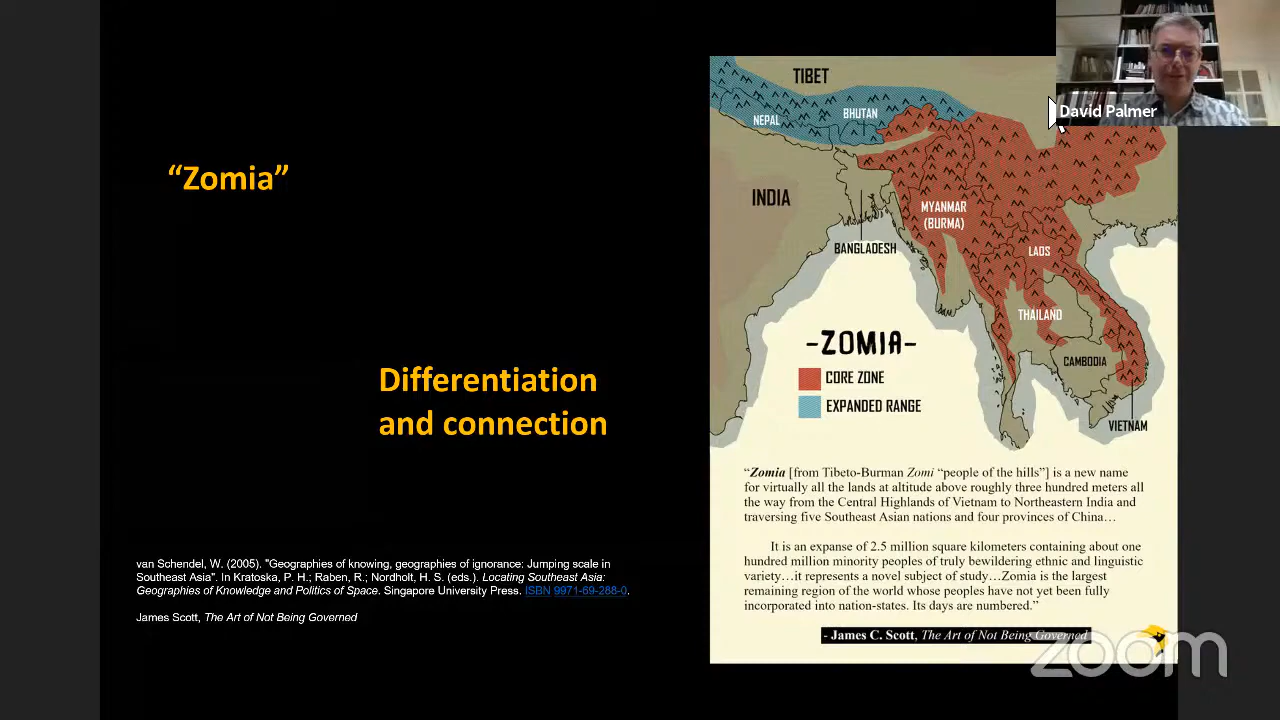 “Zomia”
Differentiation
and connection
van Schendel, W. (2005). "Geographies of knowing, geographies of ignorance: Jumping scale in
Southeast Asia". In Kratoska, P. H.; Raben, R.; Nordholt, H. S. (eds.). Locating Southeast Asia:
Geographies of Knowledge and Politics of Space. Singapore University Press. ISBN 9971-69-288-0.
James Scott, The Art of Not Being Governed
TIBET
NEPAL
BHUTAN
INDIA
MYANMAR
(BURMA)
BANGLADESH
LAOS
THAILAND
CAMBODIA
VIETNAM
-ZOMIA-
CORE ZONE
EXPANDED RANGE
“Zomia [from Tibeto-Burman Zomi “people of the hills”] is a new name
for virtually all the lands at altitude above roughly three hundred meters all
the way from the Central Highlands of Vietnam to Northeastern India and
traversing five Southeast Asian nations and four provinces of China…
It is an expanse of 2.5 million square kilometers containing about one
hundred million minority peoples of truly bewildering ethnic and linguistic
variety…it represents a novel subject of study…Zomia is the largest
remaining region of the world whose peoples have not yet been fully
incorporated into nation-states. Its days are numbered.”
- James C. Scott, The Art of Not Being Governed
David Palmer
zoom